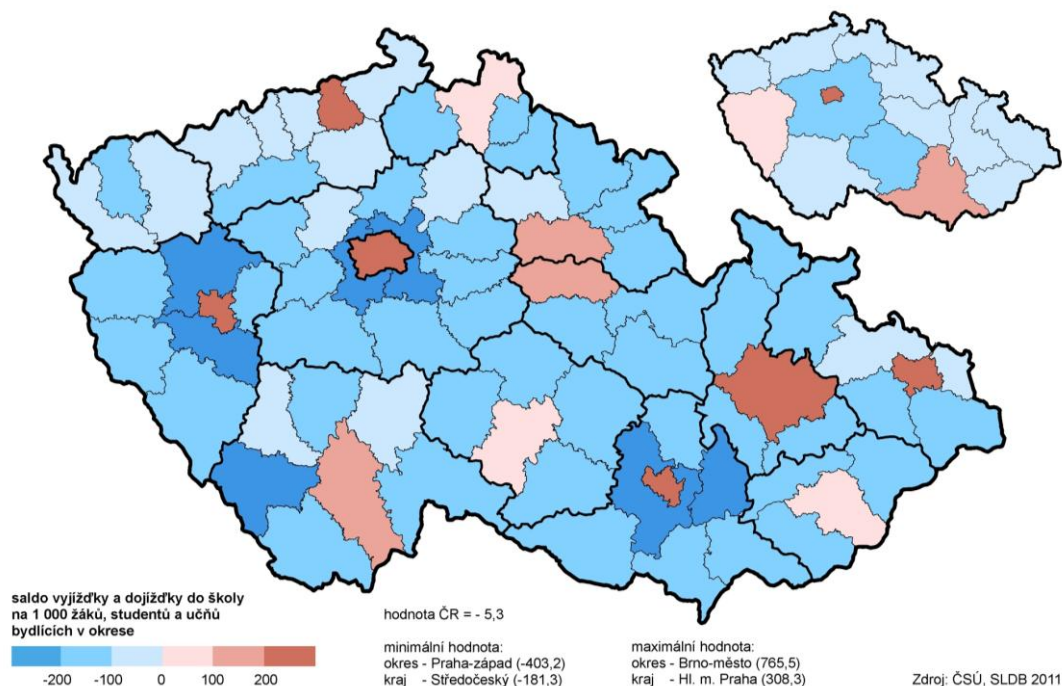 saldo vyjížďky a dojížďky do školy
na 1 000 žáků, studentů a učňů
bydlících v okrese
-200 -100 0 100 200
hodnota ČR = - 5,3
minimální hodnota:
okres - Praha-západ (-403,2)
kraj - Středočeský (-181,3)
maximální hodnota:
okres - Brno-město (765,5)
kraj - Hl. m. Praha (308,3)
Zdroj: ČSÚ, SLDB 2011